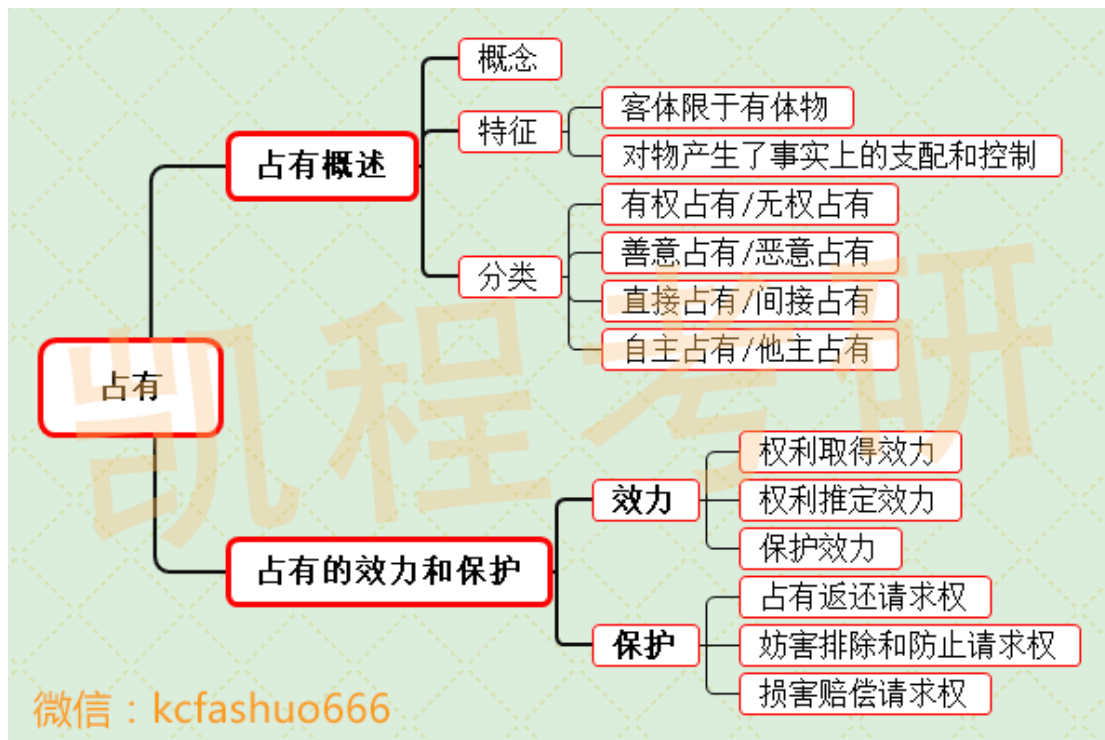 占有
占有概述
概念
特征
客体限于有体物
对物产生了事实上的支配和控制
分类
有权占有/无权占有
善意占有/恶意占有
直接占有/间接占有
自主占有/他主占有
占有的效力和保护
效力
权利取得效力
权利推定效力
保护效力
保护
占有返还请求权
妨害排除和防止请求权
损害赔偿请求权
凯程考研
微信：kcfashuo666